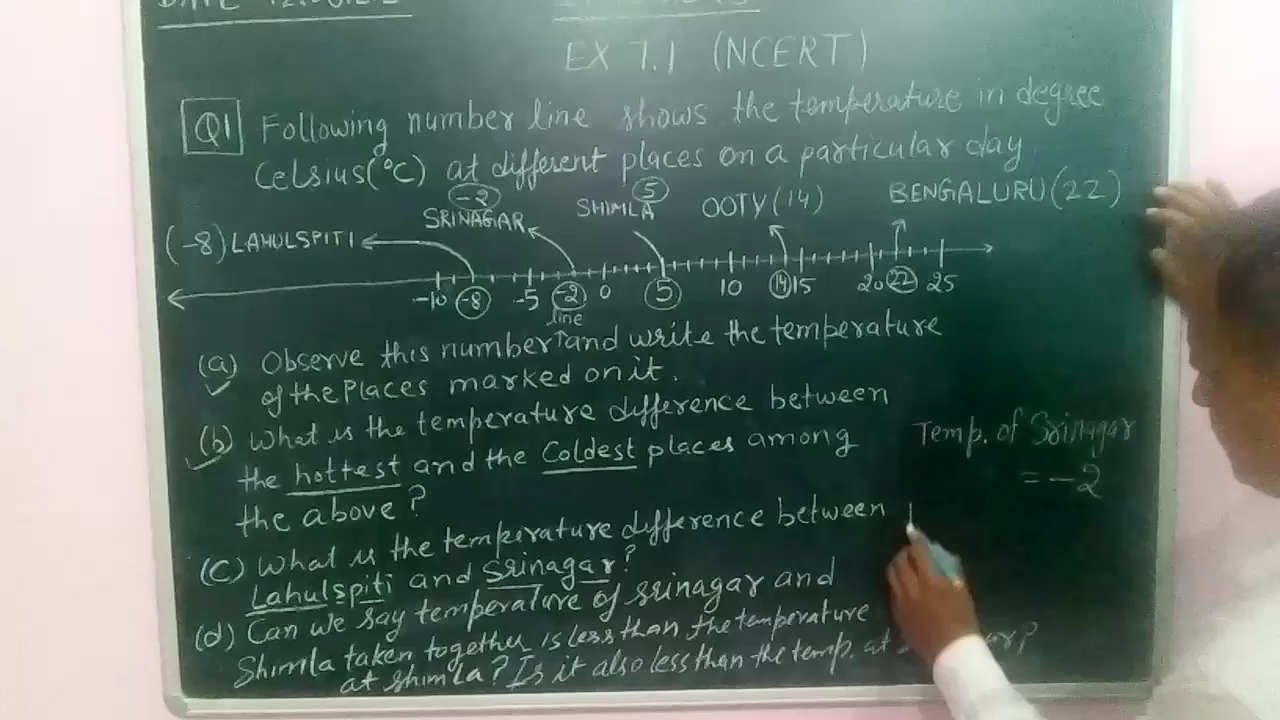 EX 7.1 (NCERT)
Q1 Following number line shows the temperature in degree
Celsius(°C) at different places on a particular day.
-2 5
SRINAGAR SHIMLA OOTY(14) BENGALURU(22)
(-8) LAHULSPITI
-10 -8 -5 -2 0 5 10 14 15 20 22 25
line
(a) Observe this number and write the temperature
of the Places marked on it.
(b) What is the temperature difference between
the hottest and the Coldest places among
the above?
(c) What is the temperature difference between
Lahulspiti and Srinagar?
(d) Can we say temperature of srinagar and
Shimla taken together is less than the temperature
at shimla? Is it also less than the temp. at
Temp. of Srinagar
= -2